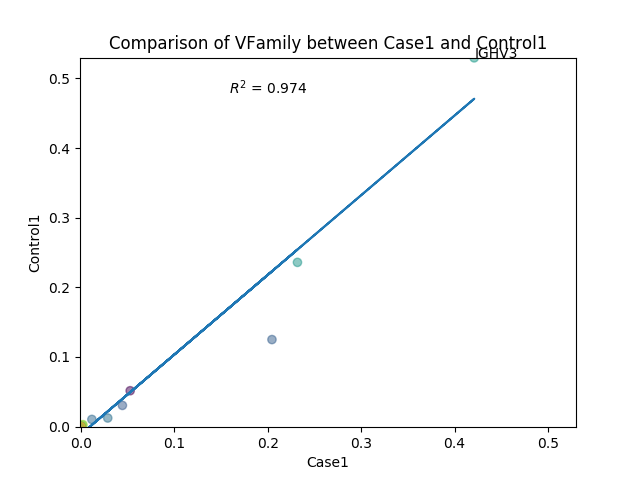 Comparison of VFamily between Case1 and Control1
IGHV3
R² = 0.974
0.5
0.4
0.3
0.2
0.1
0.0
Control1
0.0 0.1 0.2 0.3 0.4 0.5
Case1